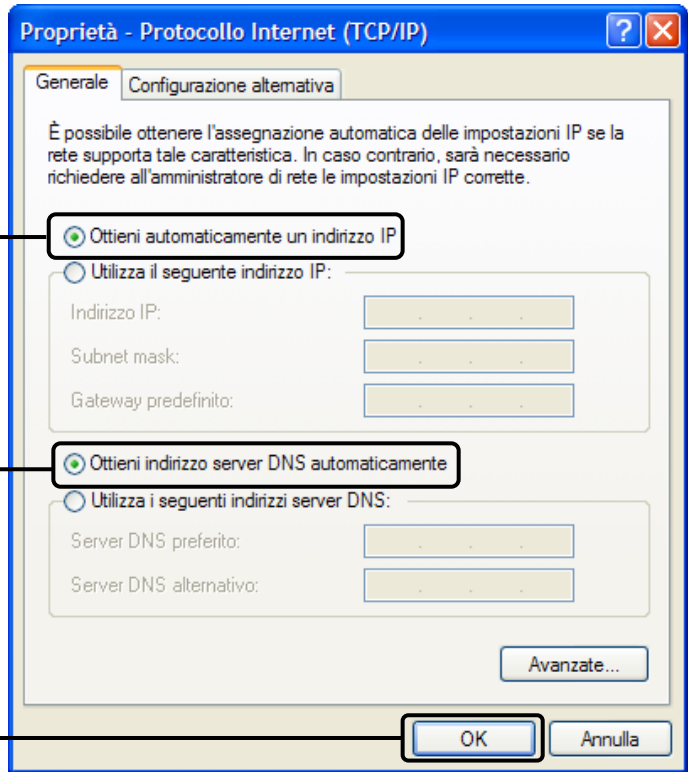 Proprietà - Protocollo Internet (TCP/IP)
Generale
Configurazione alternativa
È possibile ottenere l'assegnazione automatica delle impostazioni IP se la
rete supporta tale caratteristica. In caso contrario, sarà necessario
richiedere all'amministratore di rete le impostazioni IP corrette.
Ottieni automaticamente un indirizzo IP
Utilizza il seguente indirizzo IP:
Indirizzo IP:
Subnet mask:
Gateway predefinito:
Ottieni indirizzo server DNS automaticamente
Utilizza i seguenti indirizzi server DNS:
Server DNS preferito:
Server DNS alternativo:
Avanzate...
OK
Annulla